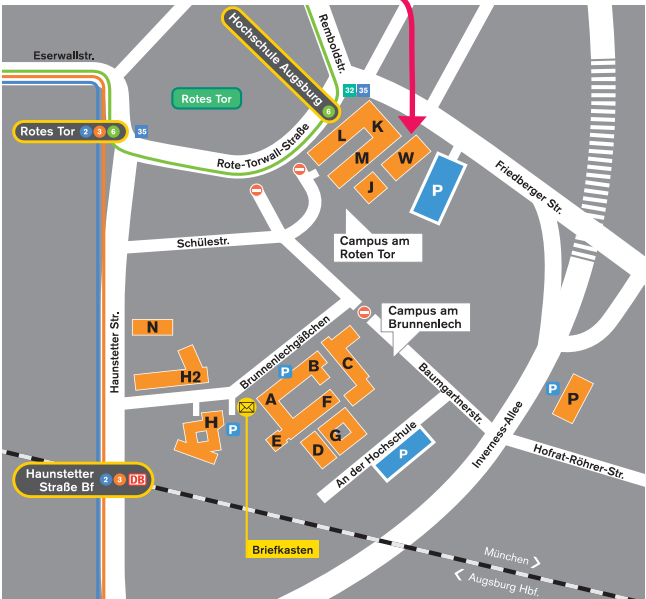 Eserwallstr.
Hochschule Augsburg
6
Remboldstr.
32 35
Rotes Tor
Rotes Tor 2 3 6
35
Rote-Torwall-Straße
L
K
M
W
J
P
Friedberger Str.
Schülestr.
Campus am
Roten Tor
Haunstetter Str.
Campus am
Brunnenlech
N
H2
Brunnenlechgäßchen
P
B
C
A
F
H
P
E
D
G
Baumgartnerstr.
P
P
An der Hochschule
P
Inverness-Allee
Hofrat-Röhrer-Str.
Haunstetter
Straße Bf
2 3 DB
Briefkasten
München
Augsburg Hbf.